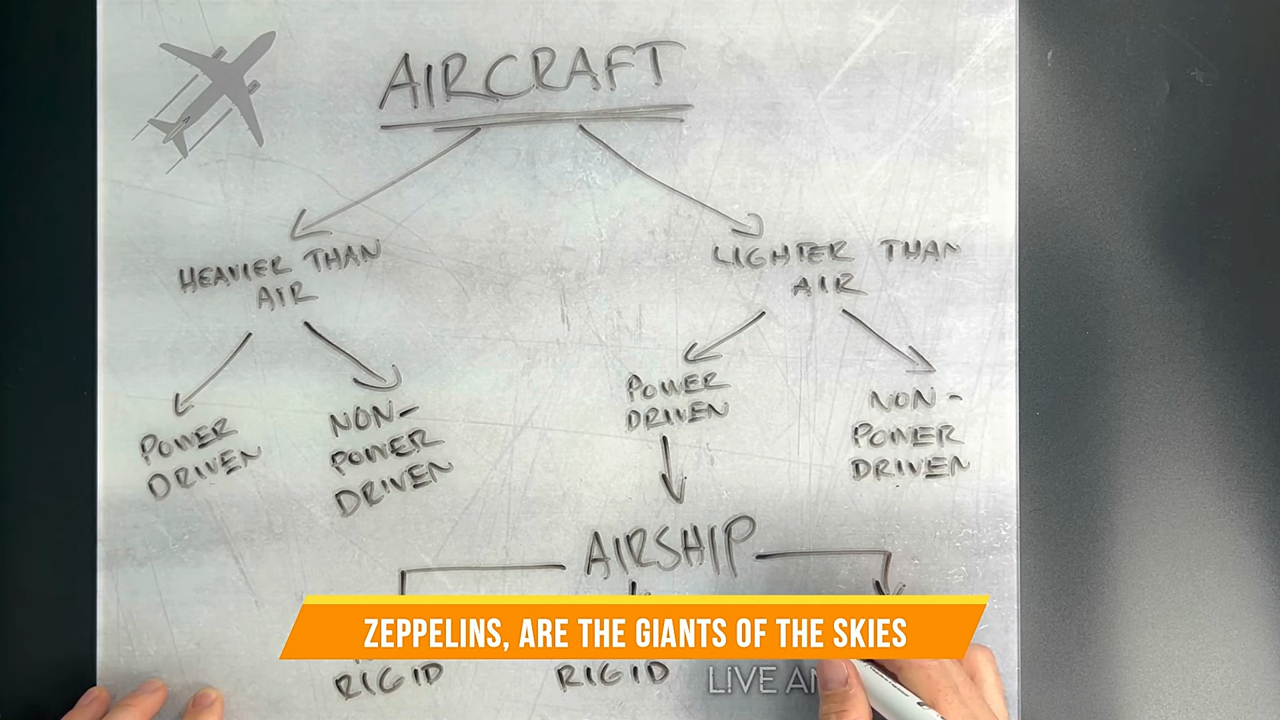 AIRCRAFT
HEAVIER THAN
AIR
LIGHTER THAN
AIR
POWER
DRIVEN
NON-
POWER
DRIVEN
POWER
DRIVEN
NON-
POWER
DRIVEN
AIRSHIP
ZEPPELINS, ARE THE GIANTS OF THE SKIES
RIGID
RIGID
LIVE